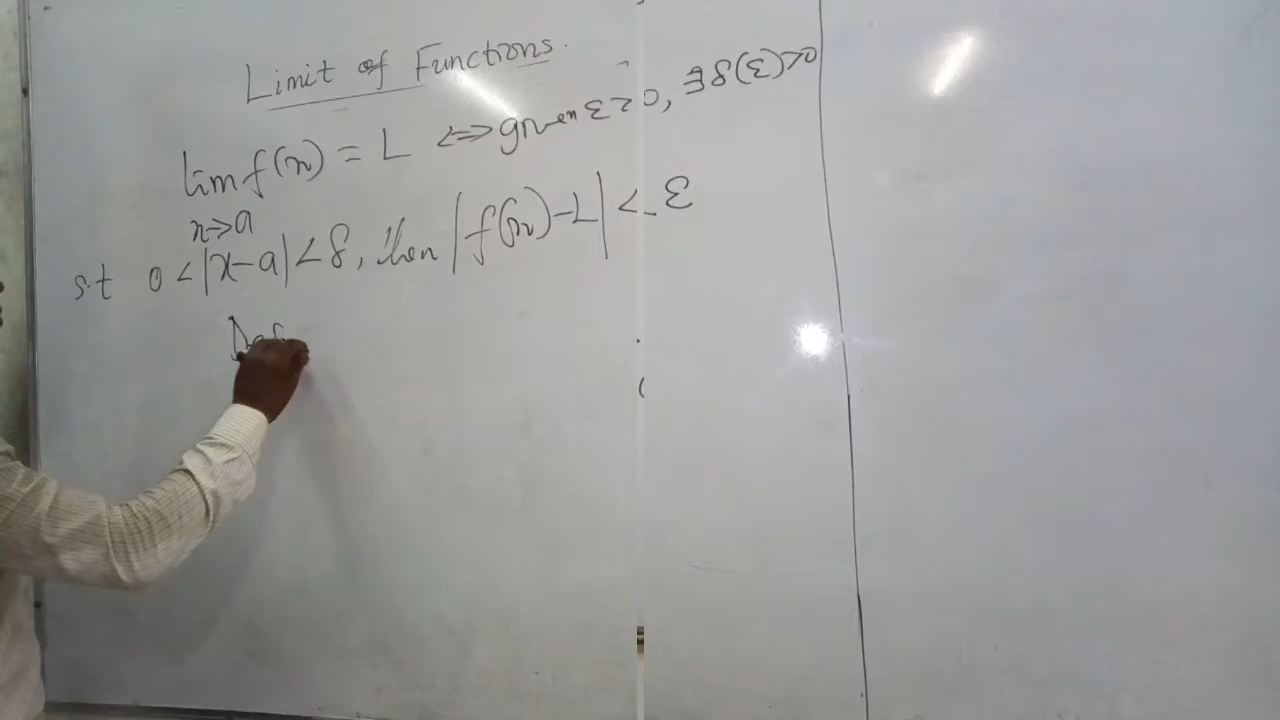 Limit of Functions.
lim f(x) = L <=> given ε > 0, ∃ δ(ε) > 0
x→a
s.t 0 < |x-a| < δ, then |f(x)-L| < ε
Def